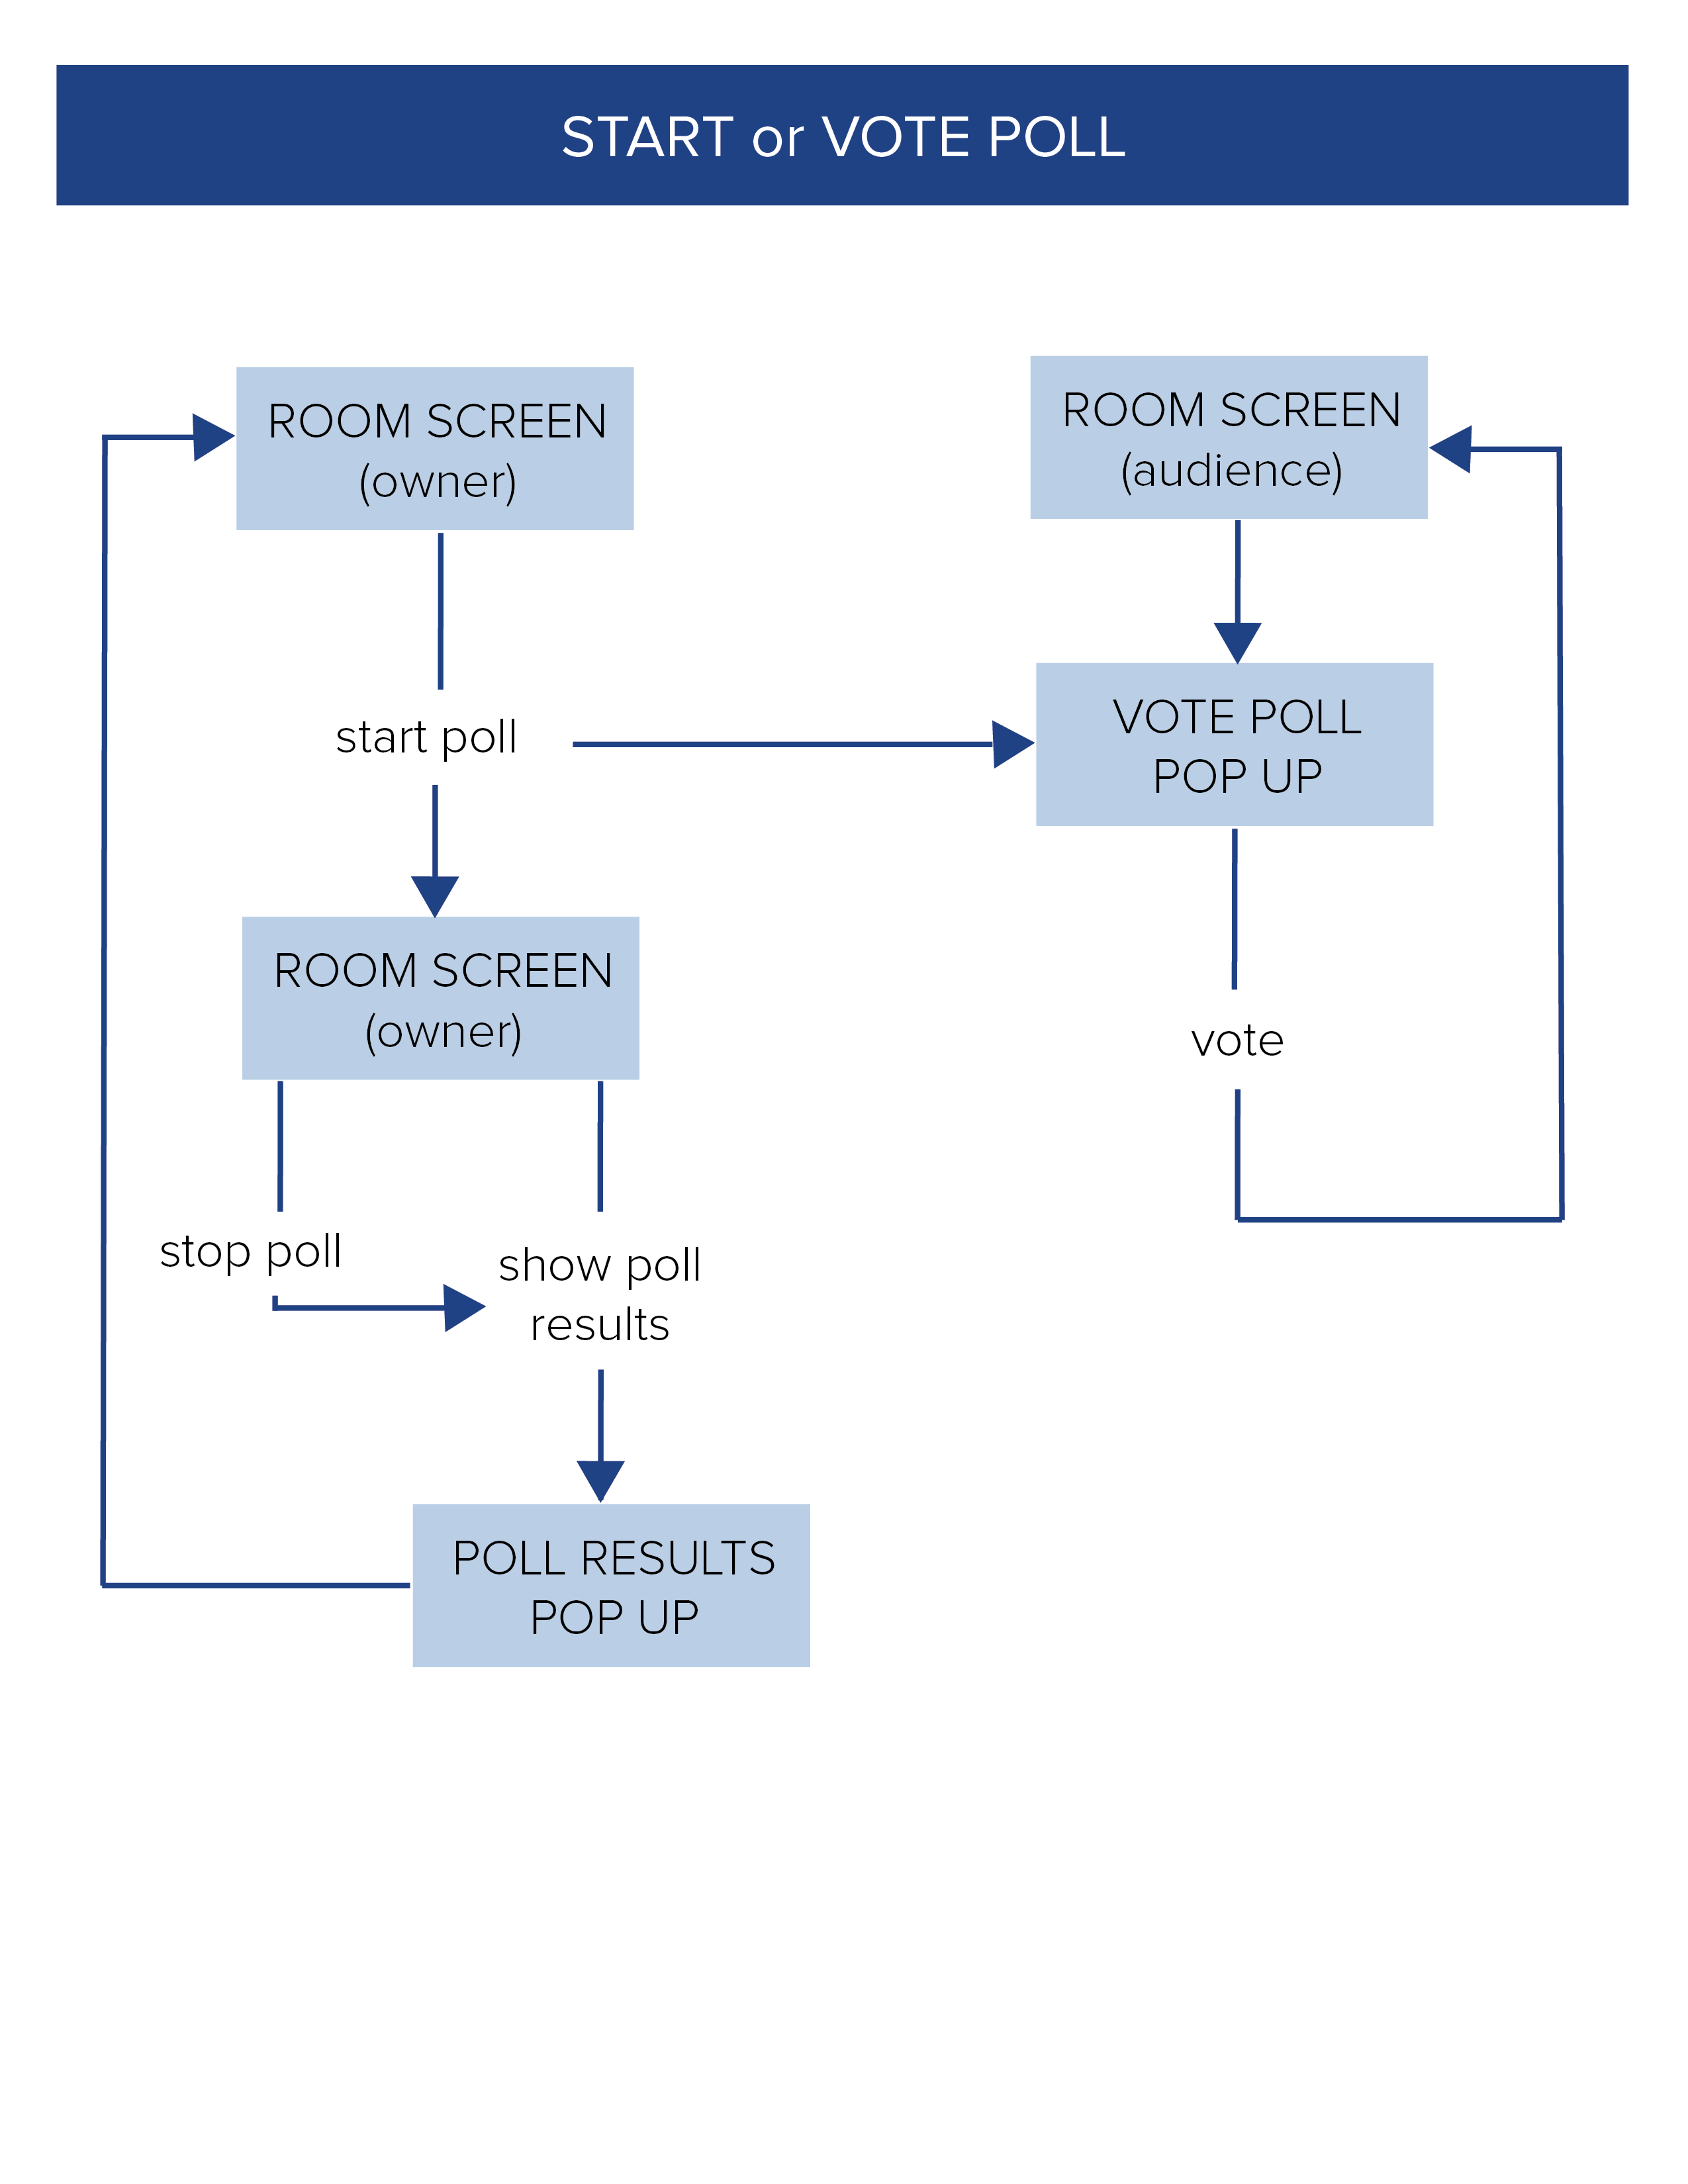 START or VOTE POLL
ROOM SCREEN
(owner)
ROOM SCREEN
(audience)
start poll
VOTE POLL
POP UP
ROOM SCREEN
(owner)
vote
stop poll
show poll
results
POLL RESULTS
POP UP